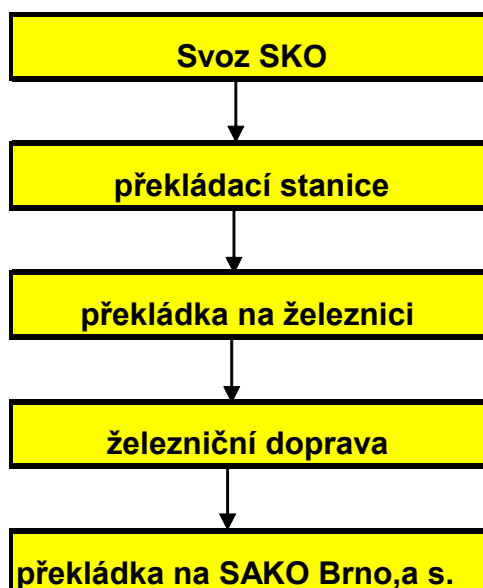 Svoz SKO
překládací stanice
překládka na železnici
železniční doprava
překládka na SAKO Brno,a s.